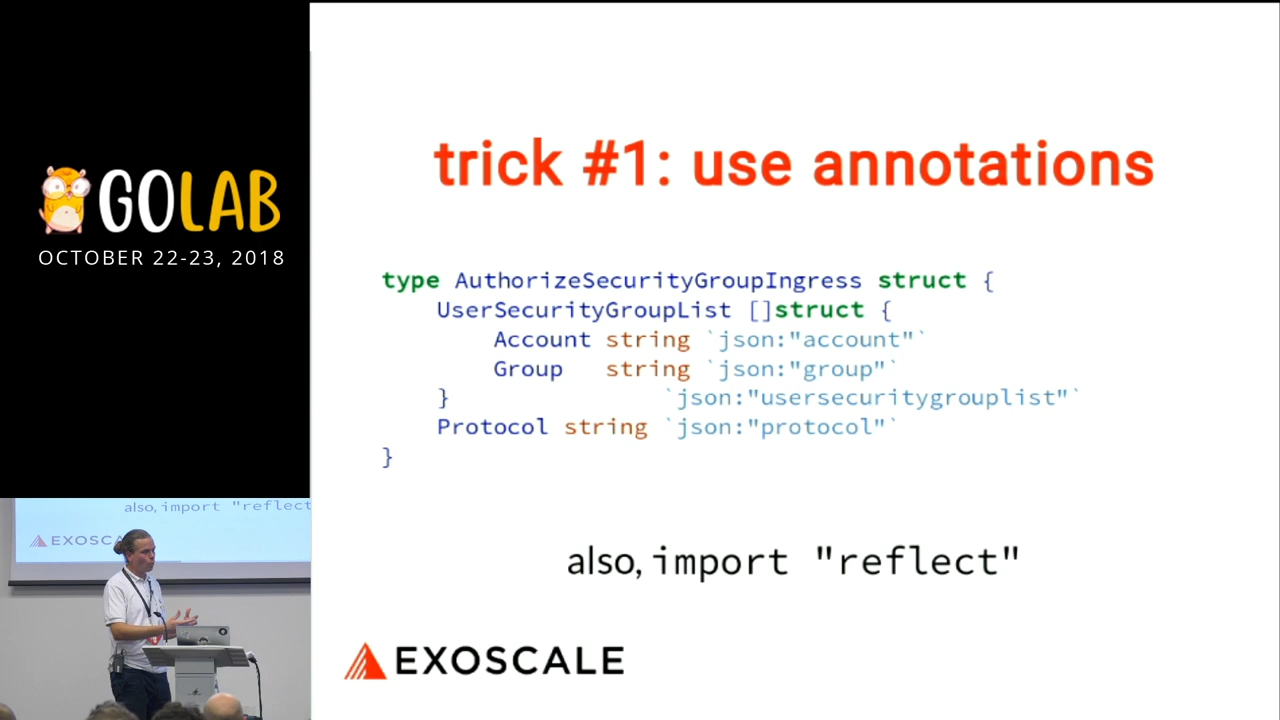 GOLAB
OCTOBER 22-23, 2018
trick #1: use annotations
type AuthorizeSecurityGroupIngress struct {
    UserSecurityGroupList []struct {
        Account string `json:"account"`
        Group   string `json:"group"`
    }               `json:"usersecuritygrouplist"`
    Protocol string `json:"protocol"`
}
also, import "reflect"
EXOSCALE
also, import "reflect
EXOSCA